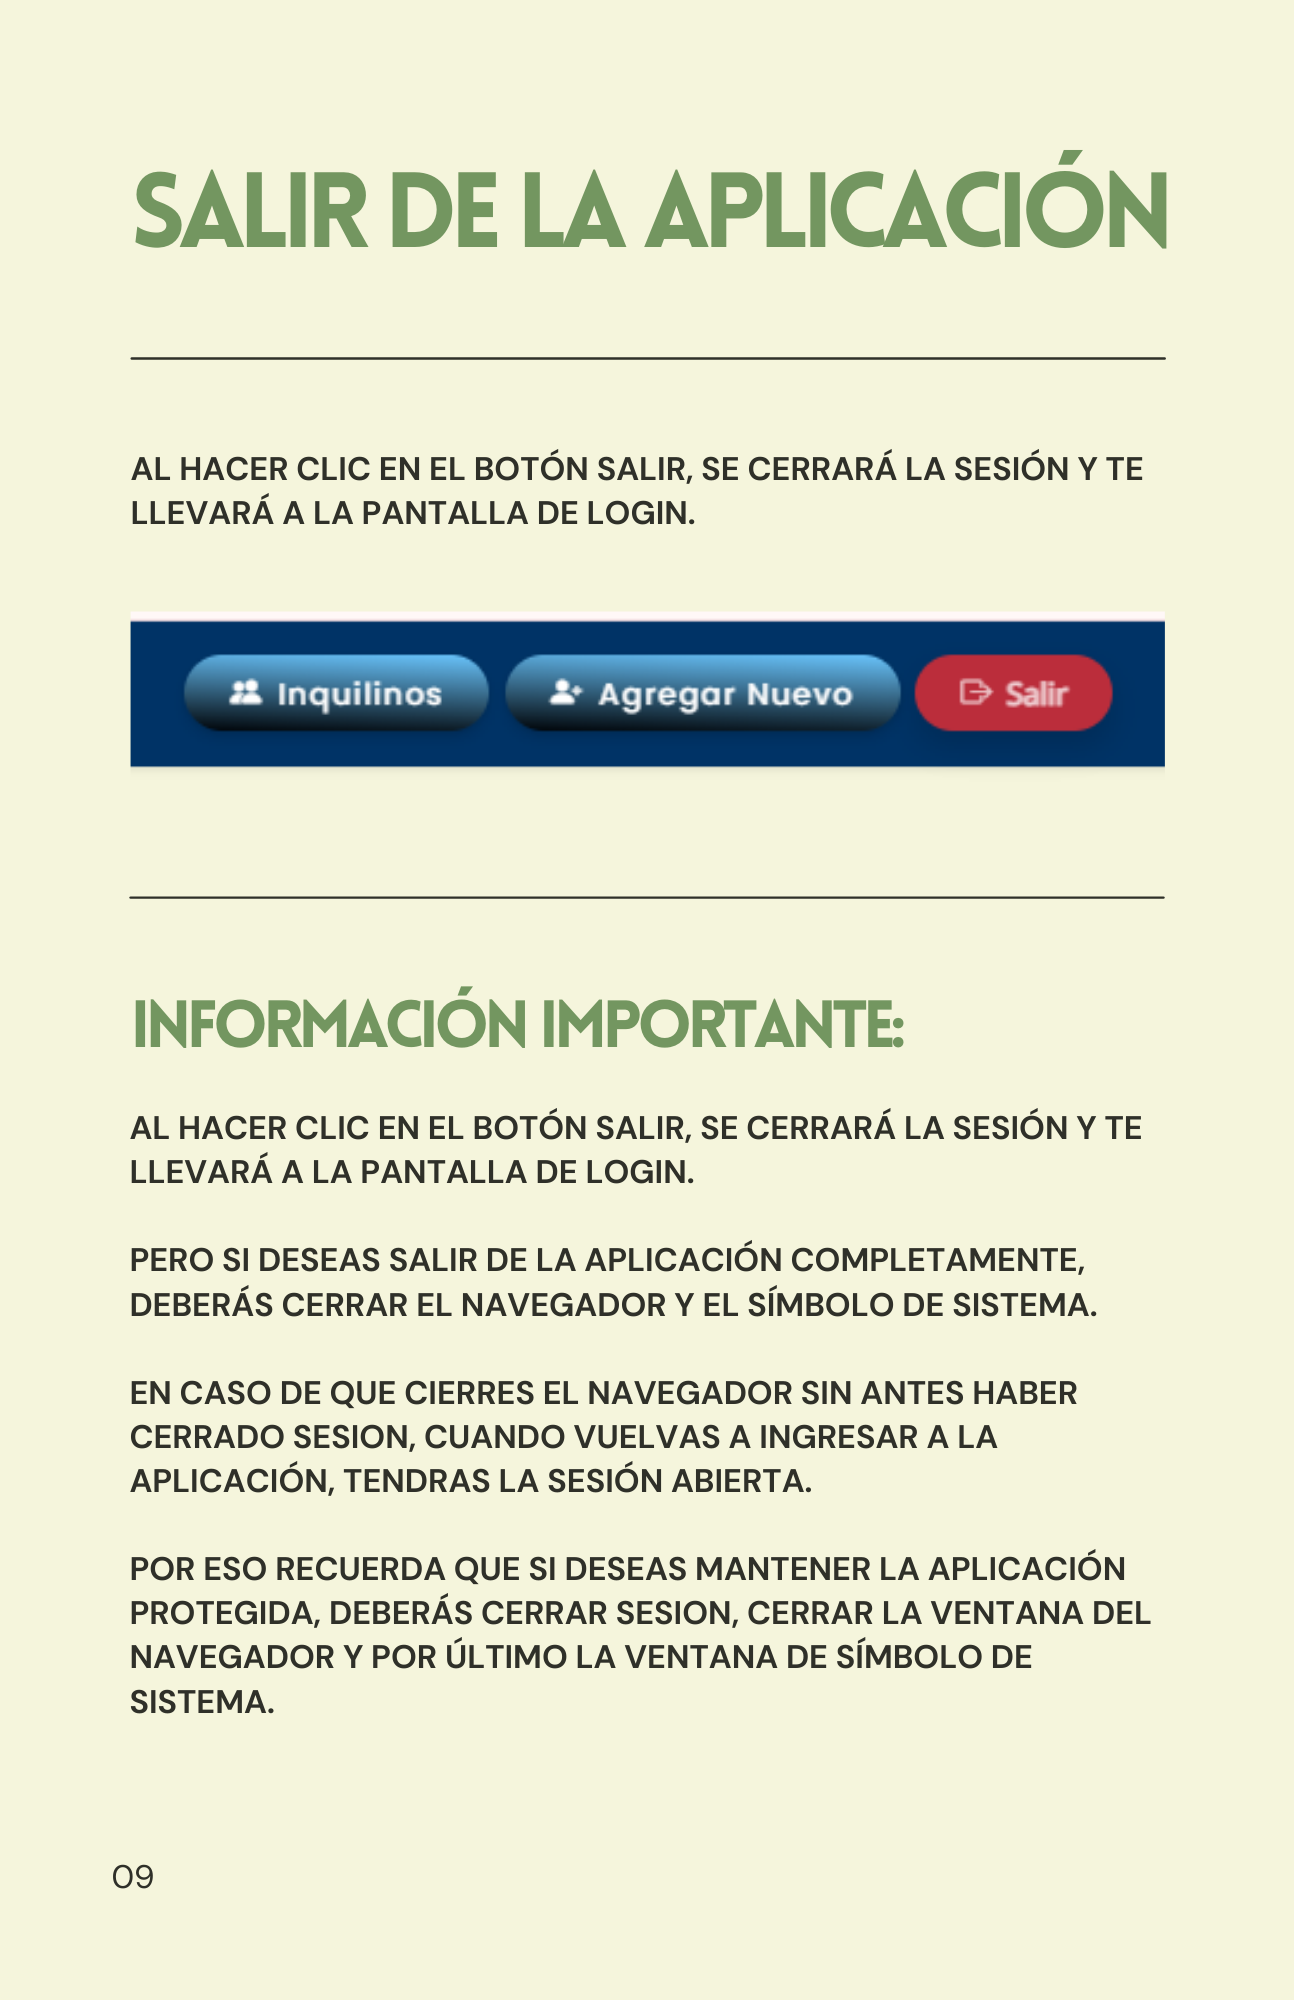 SALIR DE LA APLICACIÓN
AL HACER CLIC EN EL BOTÓN SALIR, SE CERRARÁ LA SESIÓN Y TE
LLEVARÁ A LA PANTALLA DE LOGIN.
Inquilinos Agregar Nuevo Salir
INFORMACIÓN IMPORTANTE:
AL HACER CLIC EN EL BOTÓN SALIR, SE CERRARÁ LA SESIÓN Y TE
LLEVARÁ A LA PANTALLA DE LOGIN.
PERO SI DESEAS SALIR DE LA APLICACIÓN COMPLETAMENTE,
DEBERÁS CERRAR EL NAVEGADOR Y EL SÍMBOLO DE SISTEMA.
EN CASO DE QUE CIERRES EL NAVEGADOR SIN ANTES HABER
CERRADO SESION, CUANDO VUELVAS A INGRESAR A LA
APLICACIÓN, TENDRAS LA SESIÓN ABIERTA.
POR ESO RECUERDA QUE SI DESEAS MANTENER LA APLICACIÓN
PROTEGIDA, DEBERÁS CERRAR SESION, CERRAR LA VENTANA DEL
NAVEGADOR Y POR ÚLTIMO LA VENTANA DE SÍMBOLO DE
SISTEMA.
09